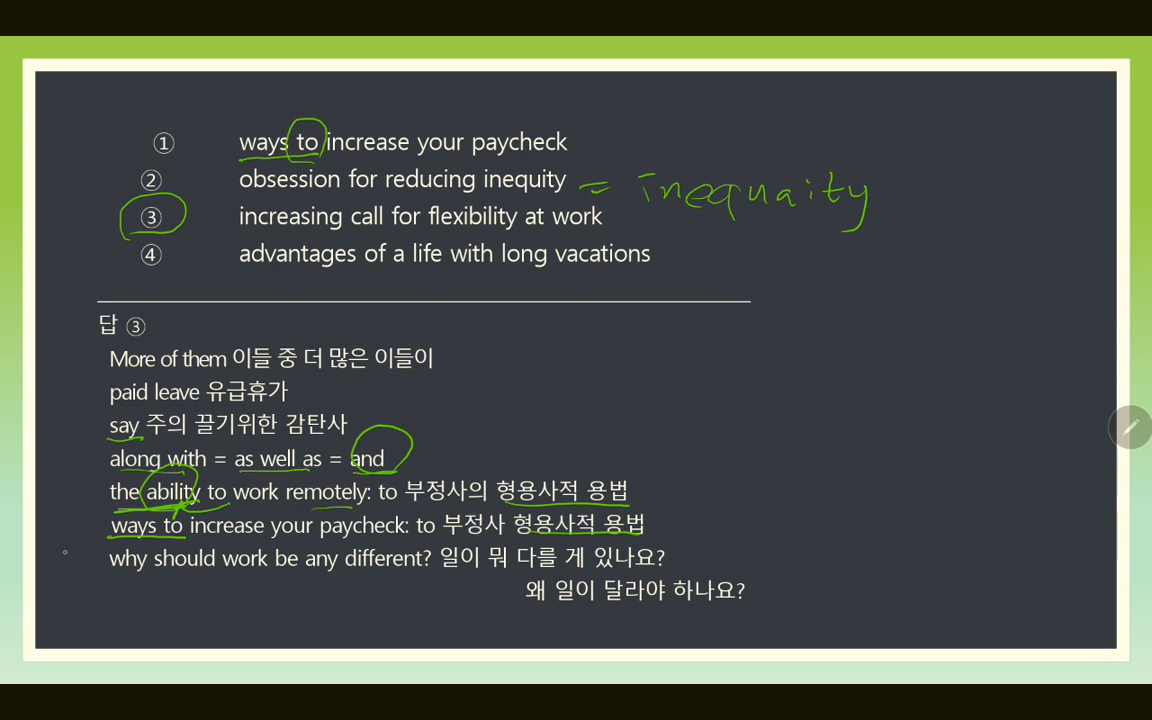 ① ways to increase your paycheck
② obsession for reducing inequity = Inequaity
③ increasing call for flexibility at work
④ advantages of a life with long vacations
답 ③
More of them 이들 중 더 많은 이들이
paid leave 유급휴가
say 주의 끌기위한 감탄사
along with = as well as = and
the ability to work remotely: to 부정사의 형용사적 용법
ways to increase your paycheck: to 부정사 형용사적 용법
why should work be any different? 일이 뭐 다를 게 있나요?
왜 일이 달라야 하나요?